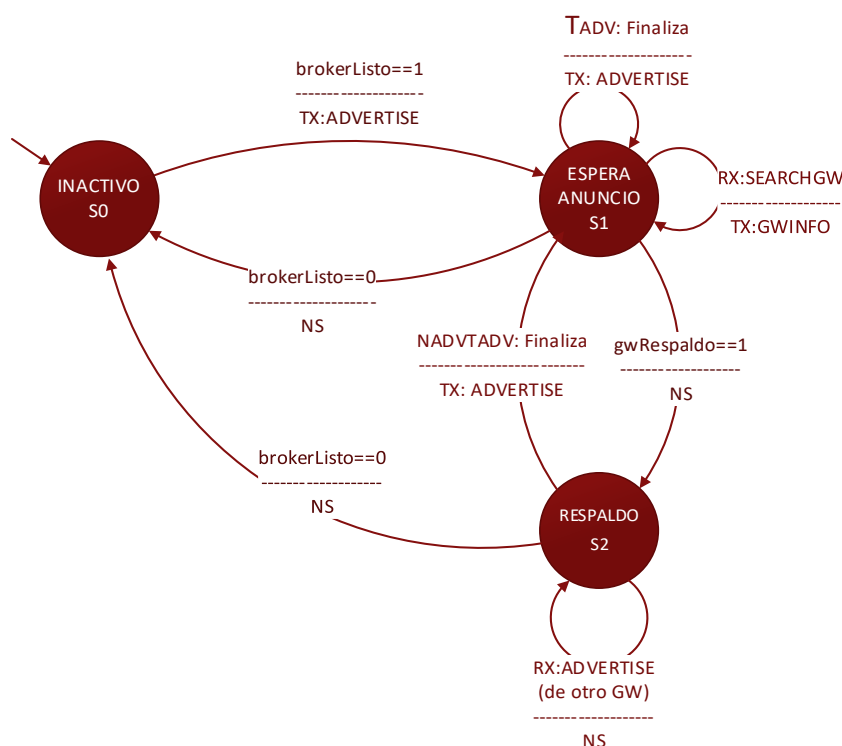 TADV: Finaliza
-------------------
TX: ADVERTISE
brokerListo==1
-------------------
TX:ADVERTISE
INACTIVO
S0
ESPERA
ANUNCIO
S1
RX:SEARCHGW
-------------------
TX:GWINFO
brokerListo==0
-------------------
NS
NADVTADV: Finaliza
-------------------------
TX: ADVERTISE
gwRespaldo==1
-------------------
NS
brokerListo==0
-------------------
NS
RESPALDO
S2
RX:ADVERTISE
(de otro GW)
-------------------
NS